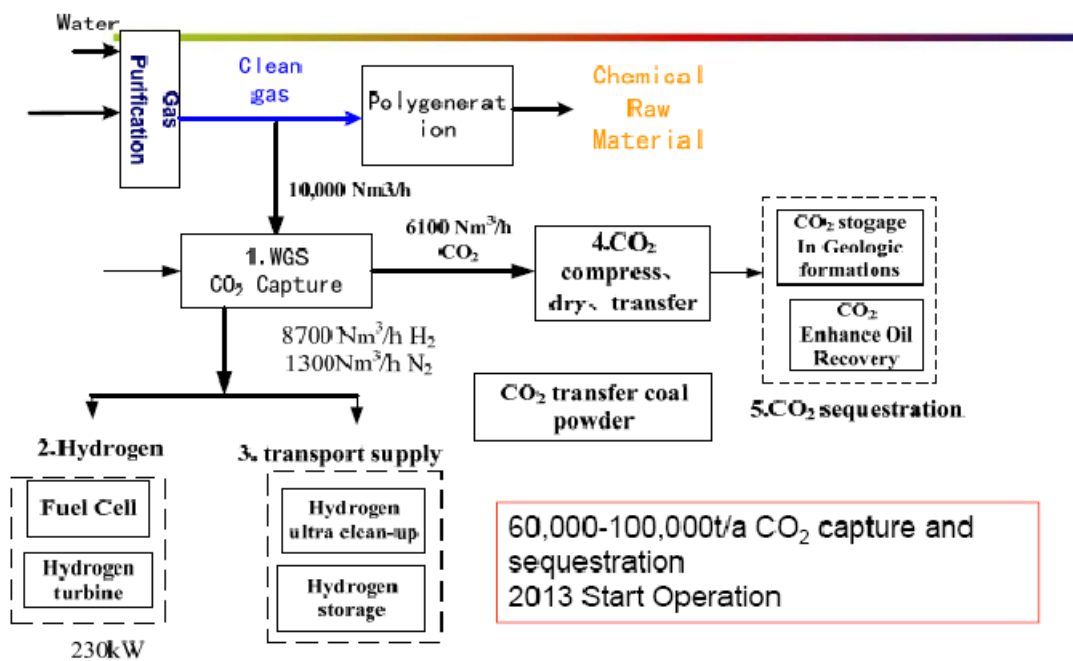 Water
Gas
Purification
Clean
gas
Polygenerat
ion
Chemical
Raw
Material
10,000 Nm3/h
1.WGS
CO₂ Capture
6100 Nm³/h
CO₂
4.CO₂
compress、
dry、transfer
CO₂ stogage
In Geologic
formations
CO₂
Enhance Oil
Recovery
5.CO₂ sequestration
8700 Nm³/h H₂
1300Nm³/h N₂
CO₂ transfer coal
powder
2.Hydrogen
Fuel Cell
Hydrogen
turbine
230kW
3. transport supply
Hydrogen
ultra clean-up
Hydrogen
storage
60,000-100,000t/a CO₂ capture and
sequestration
2013 Start Operation